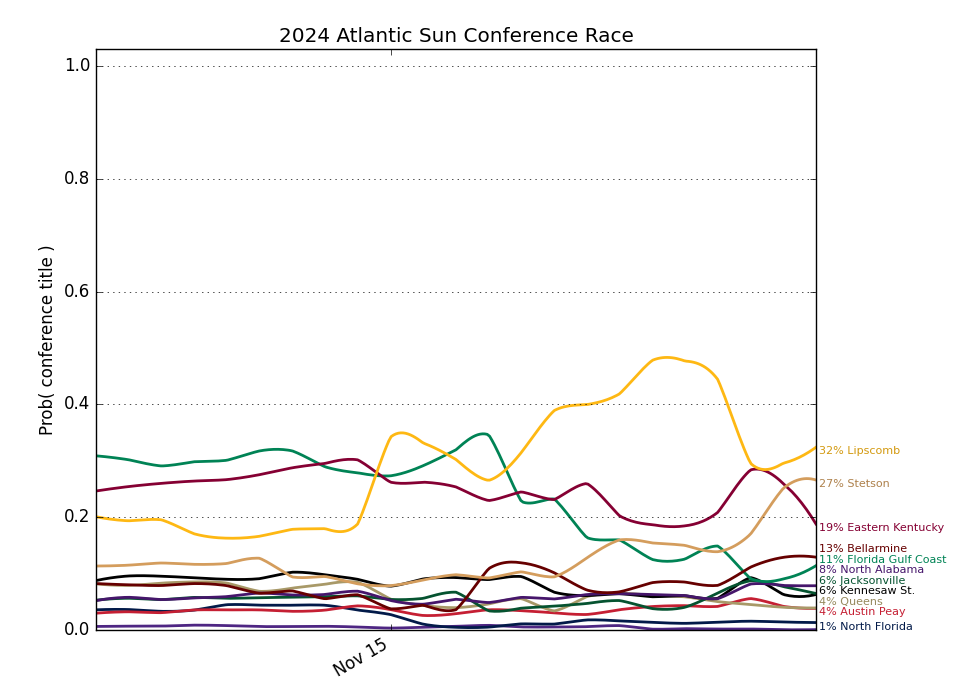 2024 Atlantic Sun Conference Race
Prob( conference title )
1.0
0.8
0.6
0.4
0.2
0.0
Nov 15
32% Lipscomb
27% Stetson
19% Eastern Kentucky
13% Bellarmine
11% Florida Gulf Coast
8% North Alabama
6% Jacksonville
6% Kennesaw St.
4% Queens
4% Austin Peay
1% North Florida